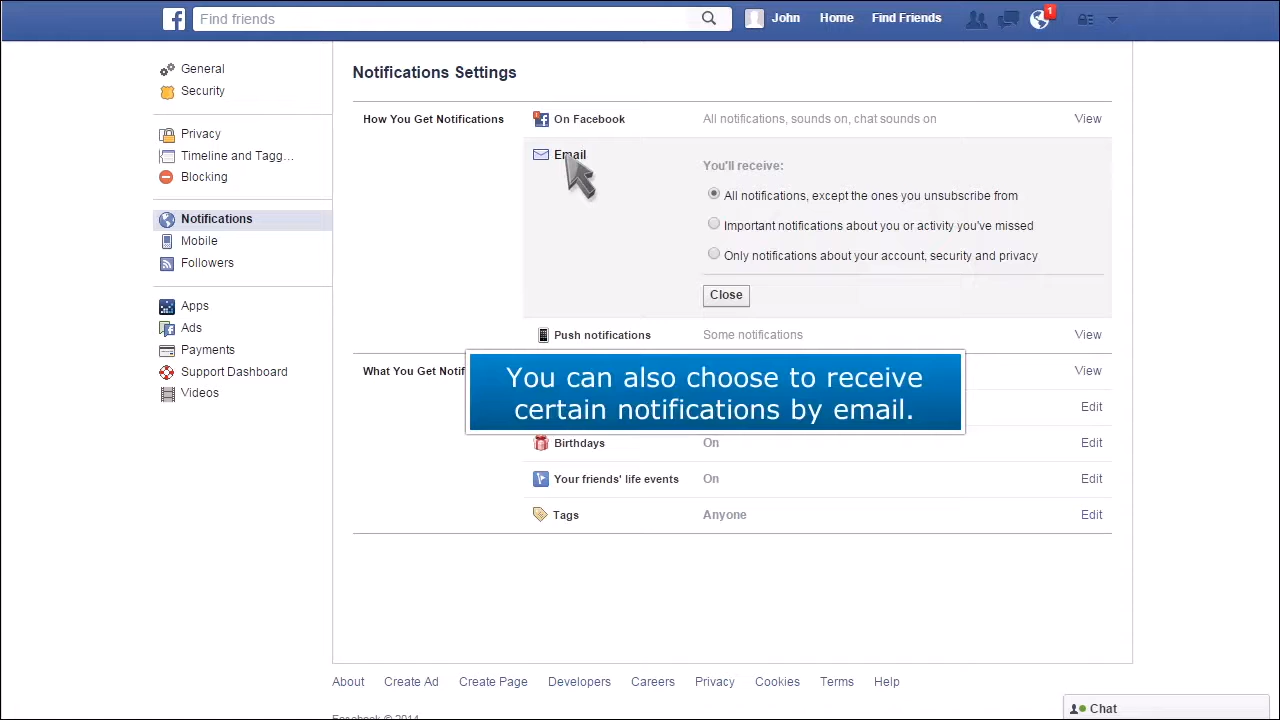 Find friends
John
Home
Find Friends
1
General
Security
Privacy
Timeline and Tagg...
Blocking
Notifications
Mobile
Followers
Apps
Ads
Payments
Support Dashboard
Videos
Notifications Settings
How You Get Notifications
On Facebook
All notifications, sounds on, chat sounds on
View
Email
You'll receive:
All notifications, except the ones you unsubscribe from
Important notifications about you or activity you've missed
Only notifications about your account, security and privacy
Close
Push notifications
Some notifications
View
What You Get Notif
View
You can also choose to receive
certain notifications by email.
Edit
Birthdays
On
Edit
Your friends' life events
On
Edit
Tags
Anyone
Edit
About
Create Ad
Create Page
Developers
Careers
Privacy
Cookies
Terms
Help
Facebook © 2014
Chat